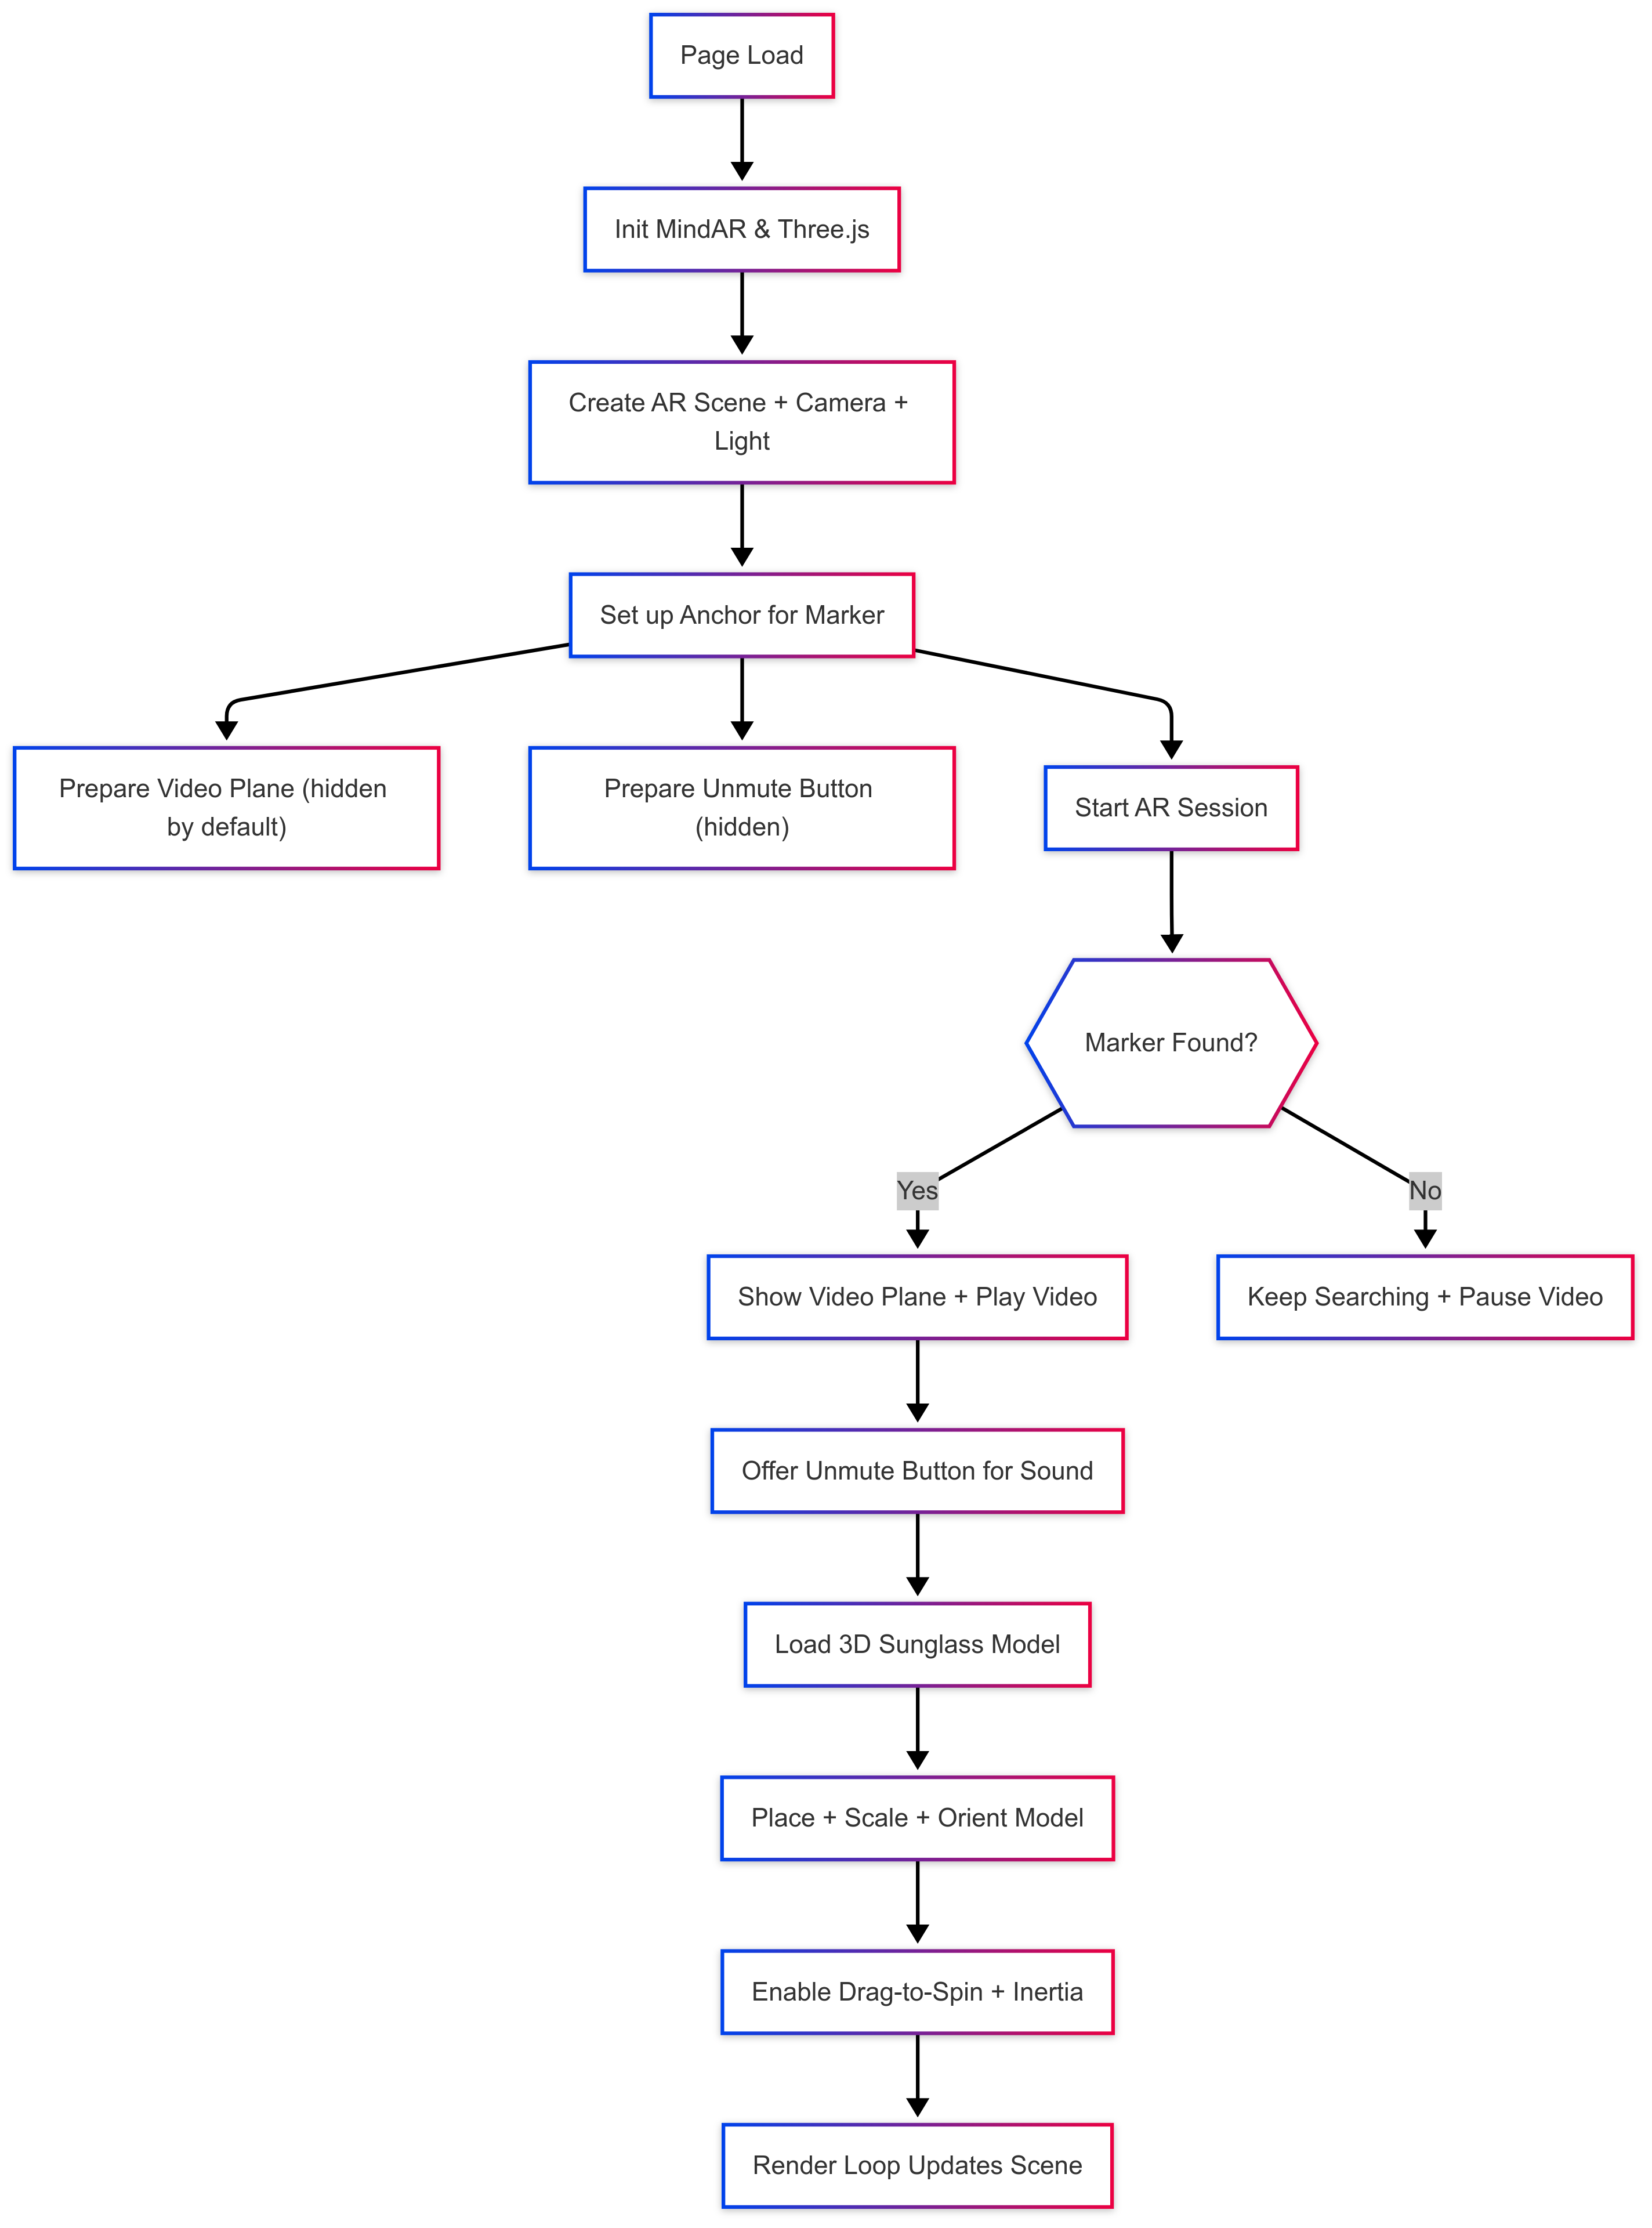 Page Load
Init MindAR & Three.js
Create AR Scene + Camera +
Light
Set up Anchor for Marker
Prepare Video Plane (hidden
by default)
Prepare Unmute Button
(hidden)
Start AR Session
Marker Found?
Yes
No
Show Video Plane + Play Video
Keep Searching + Pause Video
Offer Unmute Button for Sound
Load 3D Sunglass Model
Place + Scale + Orient Model
Enable Drag-to-Spin + Inertia
Render Loop Updates Scene